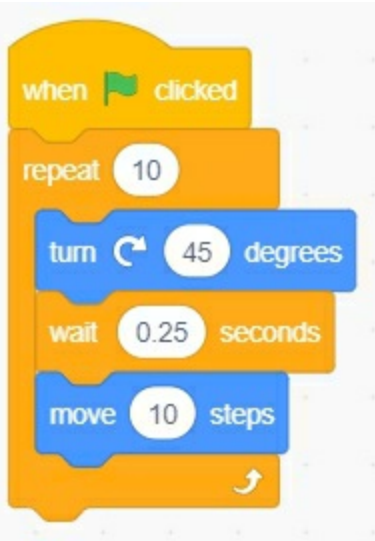 when clicked
repeat 10
turn 45 degrees
wait 0.25 seconds
move 10 steps